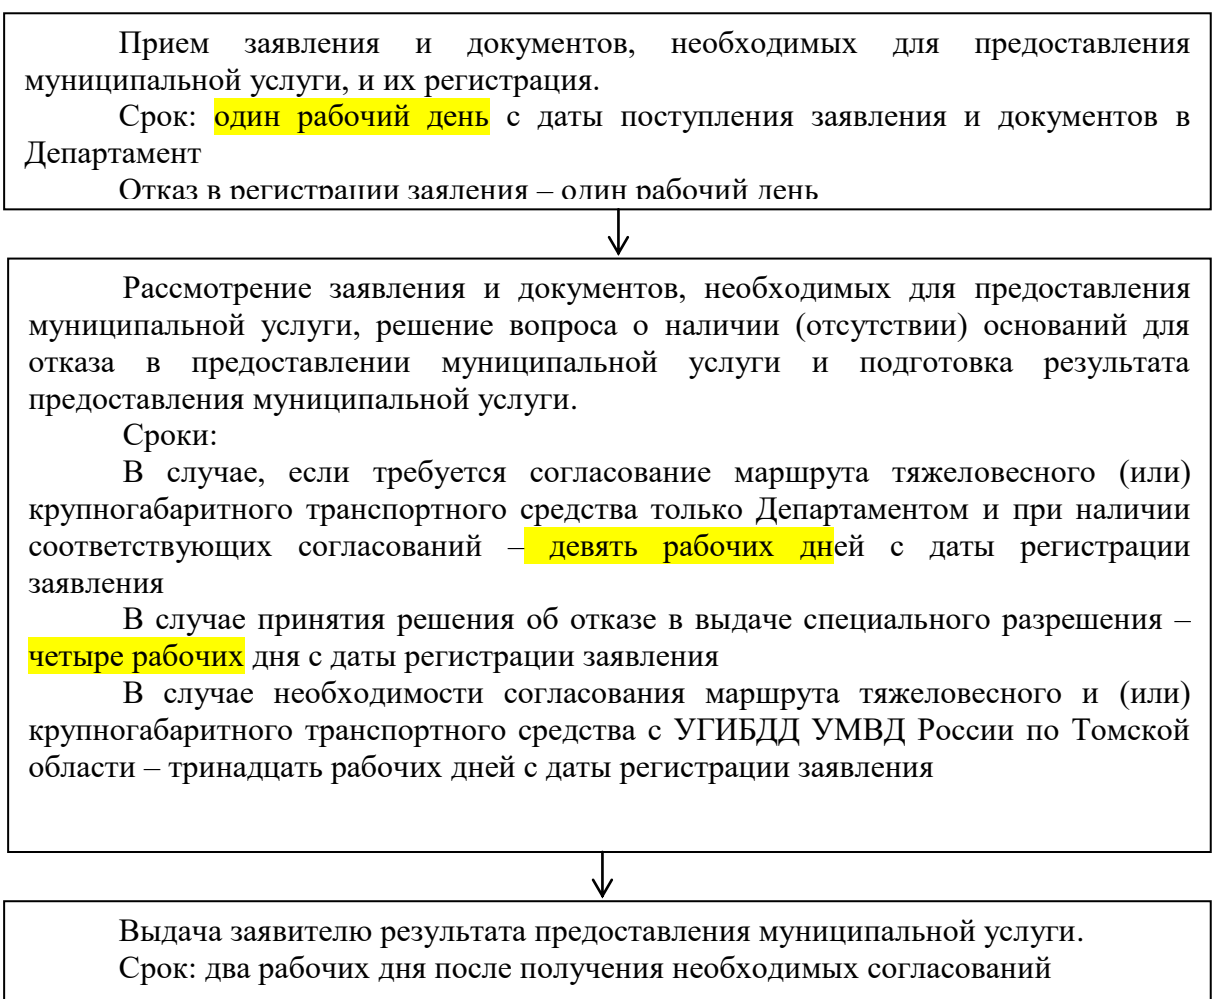 Прием заявления и документов, необходимых для предоставления
муниципальной услуги, и их регистрация.
Срок: один рабочий день с даты поступления заявления и документов в
Департамент
Отказ в регистрации заяления – один рабочий день
Рассмотрение заявления и документов, необходимых для предоставления
муниципальной услуги, решение вопроса о наличии (отсутствии) оснований для
отказа в предоставлении муниципальной услуги и подготовка результата
предоставления муниципальной услуги.
Сроки:
В случае, если требуется согласование маршрута тяжеловесного (или)
крупногабаритного транспортного средства только Департаментом и при наличии
соответствующих согласований – девять рабочих дней с даты регистрации
заявления
В случае принятия решения об отказе в выдаче специального разрешения –
четыре рабочих дня с даты регистрации заявления
В случае необходимости согласования маршрута тяжеловесного и (или)
крупногабаритного транспортного средства с УГИБДД УМВД России по Томской
области – тринадцать рабочих дней с даты регистрации заявления
Выдача заявителю результата предоставления муниципальной услуги.
Срок: два рабочих дня после получения необходимых согласований